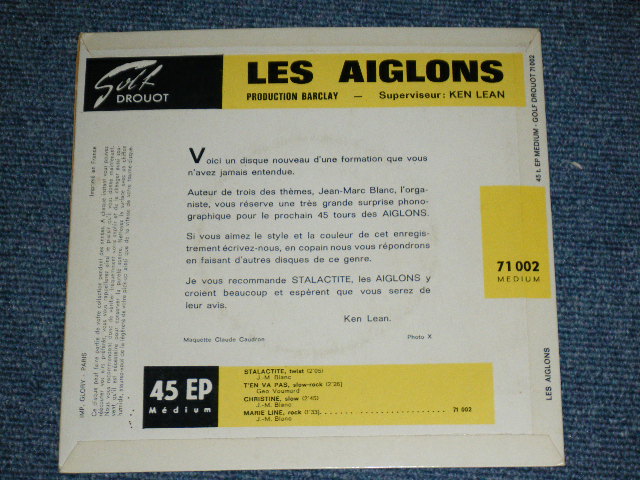 Golf
DROUOT
LES AIGLONS
PRODUCTION BARCLAY — Superviseur: KEN LEAN
Voici un disque nouveau d'une formation que vous
n'avez jamais entendue.
Auteur de trois des thèmes, Jean-Marc Blanc, l'orga-
niste, vous réserve une très grande surprise phono-
graphique pour le prochain 45 tours des AIGLONS.
Si vous aimez le style et la couleur de cet enregis-
trement écrivez-nous, en copain nous vous répondrons
en faisant d'autres disques de ce genre.
Je vous recommande STALACTITE, les AIGLONS y
croient beaucoup et espèrent que vous serez de
leur avis.
Ken Lean.
Maquette Claude Caudron
Photo X
71 002
MEDIUM
45 EP
Médium
STALACTITE, twist (2'05)
J.-M. Blanc
T'EN VA PAS, slow-rock (2'26)
Géo Voumard
CHRISTINE, slow (2'45)
J.-M. Blanc
MARIE LINE, rock (1'33) 71 002
J.-M. Blanc
45 t. EP MEDIUM - GOLF DROUOT 71 002
LES AIGLONS
Imprimé en France
IMP. GLORY - PARIS